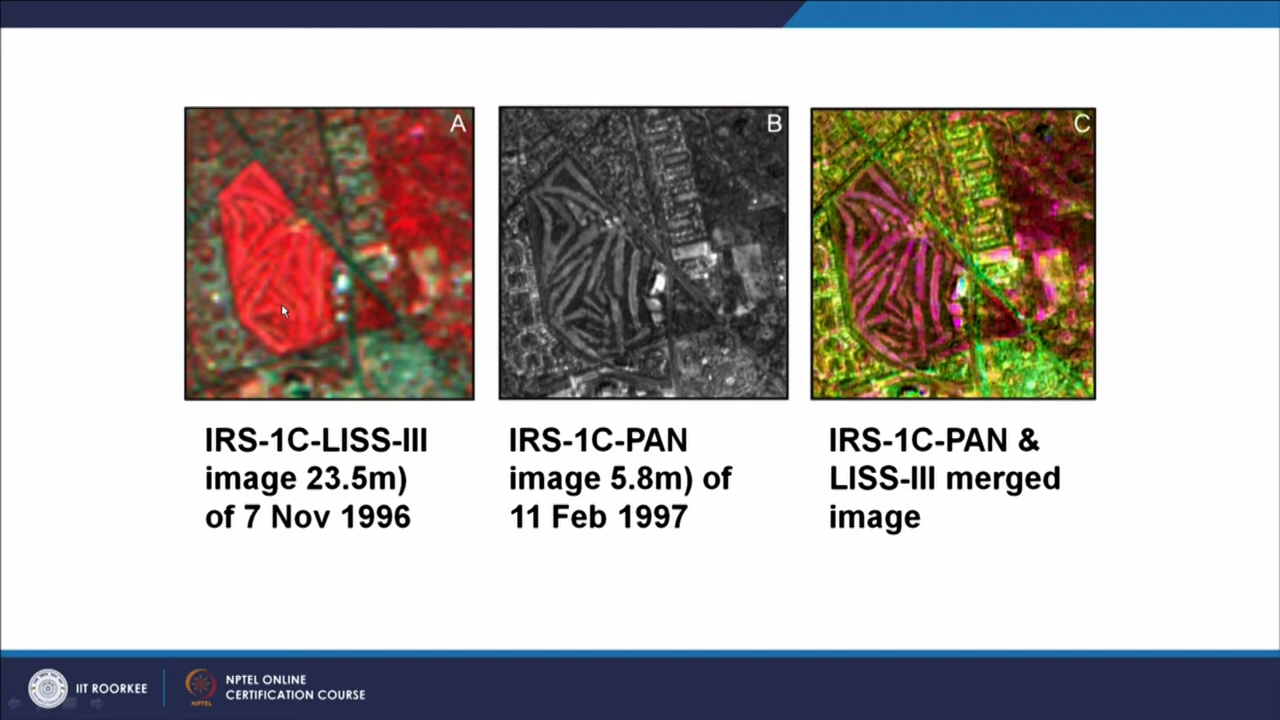 A
B
C
IRS-1C-LISS-III
image 23.5m)
of 7 Nov 1996
IRS-1C-PAN
image 5.8m) of
11 Feb 1997
IRS-1C-PAN &
LISS-III merged
image
IIT ROORKEE
NPTEL
NPTEL ONLINE
CERTIFICATION COURSE